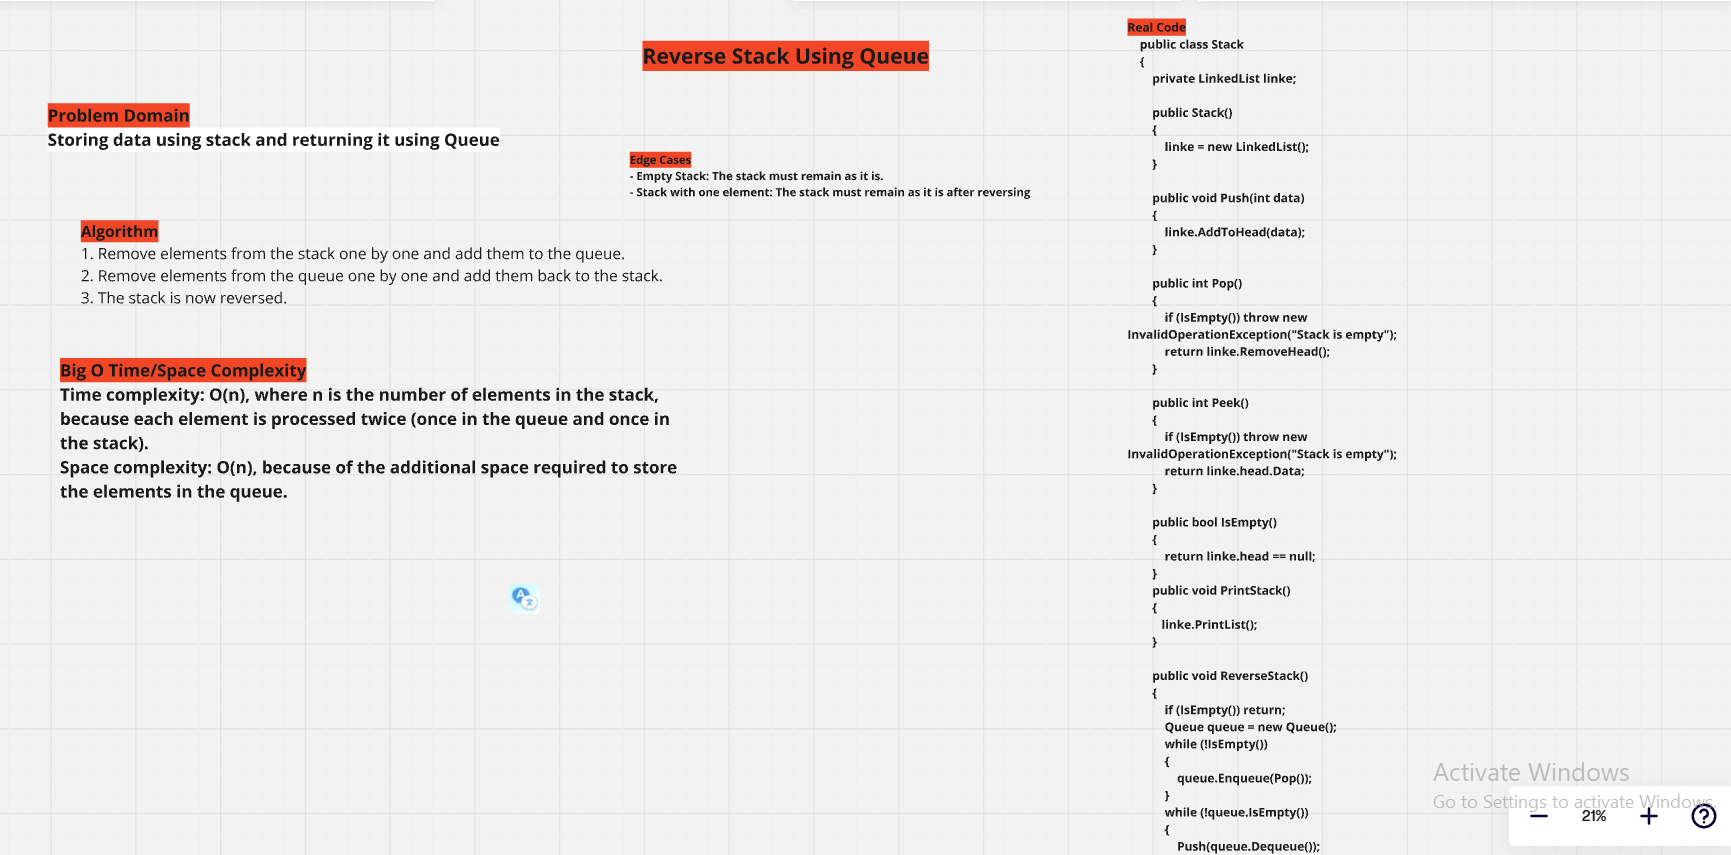 Reverse Stack Using Queue
Problem Domain
Storing data using stack and returning it using Queue
Edge Cases
- Empty Stack: The stack must remain as it is.
- Stack with one element: The stack must remain as it is after reversing
Algorithm
1. Remove elements from the stack one by one and add them to the queue.
2. Remove elements from the queue one by one and add them back to the stack.
3. The stack is now reversed.
Big O Time/Space Complexity
Time complexity: O(n), where n is the number of elements in the stack,
because each element is processed twice (once in the queue and once in
the stack).
Space complexity: O(n), because of the additional space required to store
the elements in the queue.
Real Code
public class Stack
{
private LinkedList linke;
public Stack()
{
linke = new LinkedList();
}
public void Push(int data)
{
linke.AddToHead(data);
}
public int Pop()
{
if (IsEmpty()) throw new
InvalidOperationException("Stack is empty");
return linke.RemoveHead();
}
public int Peek()
{
if (IsEmpty()) throw new
InvalidOperationException("Stack is empty");
return linke.head.Data;
}
public bool IsEmpty()
{
return linke.head == null;
}
public void PrintStack()
{
linke.PrintList();
}
public void ReverseStack()
{
if (IsEmpty()) return;
Queue queue = new Queue();
while (!IsEmpty())
{
queue.Enqueue(Pop());
}
while (!queue.IsEmpty())
{
Push(queue.Dequeue());
Activate Windows
Go to Settings to activate Windows.
21%